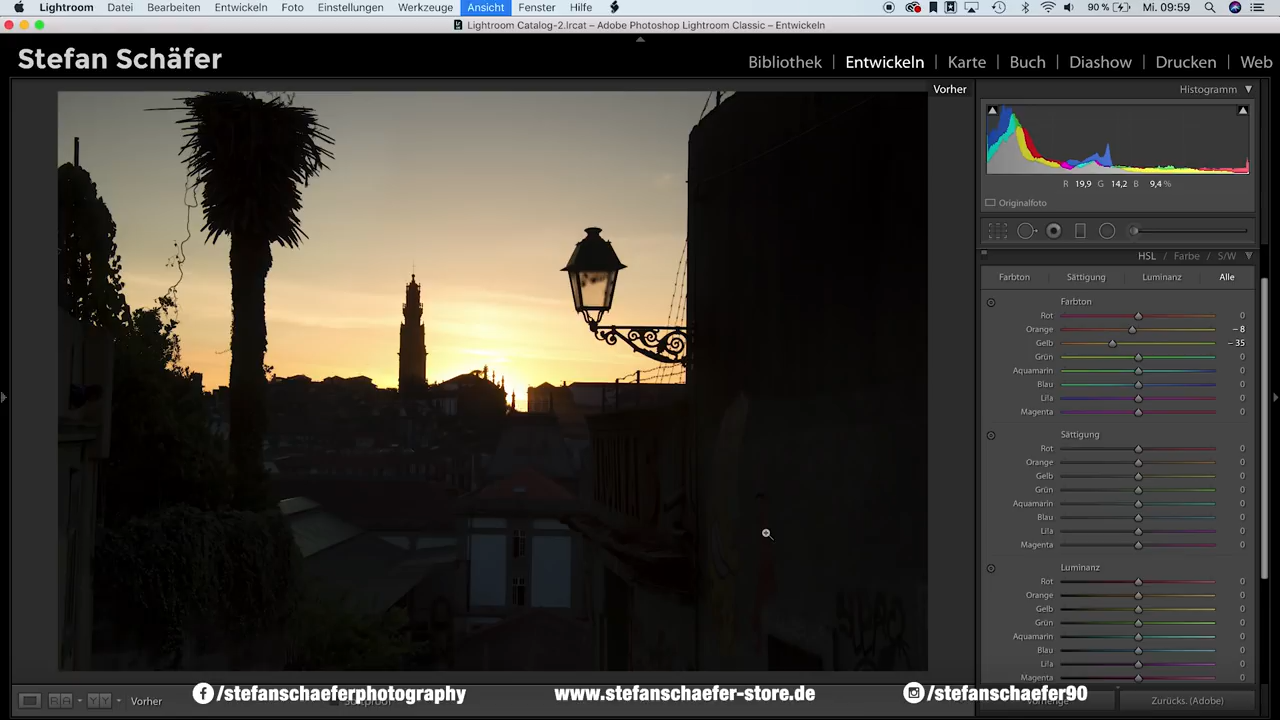 Lightroom Datei Bearbeiten Entwickeln Foto Einstellungen Werkzeuge Ansicht Fenster Hilfe 90 % Mi. 09:59
Lightroom Catalog-2.lrcat – Adobe Photoshop Lightroom Classic – Entwickeln
Stefan Schäfer
Bibliothek | Entwickeln | Karte | Buch | Diashow | Drucken | Web
Vorher
Histogramm
R 19,9 G 14,2 B 9,4 %
Originalfoto
HSL / Farbe / S/W
Farbton Sättigung Luminanz Alle
Farbton
Rot 0
Orange – 8
Gelb – 35
Grün 0
Aquamarin 0
Blau 0
Lila 0
Magenta 0
Sättigung
Rot 0
Orange 0
Gelb 0
Grün 0
Aquamarin 0
Blau 0
Lila 0
Magenta 0
Luminanz
Rot 0
Orange 0
Gelb 0
Grün 0
Aquamarin 0
Blau 0
Lila 0
Magenta 0
/stefanschaeferphotography www.stefanschaefer-store.de /stefanschaefer90
Vorher Softproof Vorherige Zurücks. (Adobe)